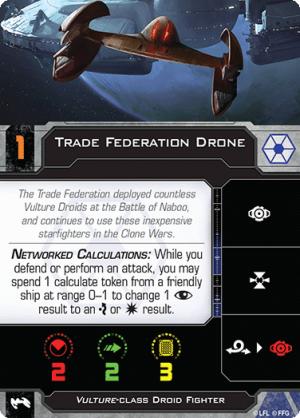 1 Trade Federation Drone
The Trade Federation deployed countless
Vulture Droids at the Battle of Naboo,
and continues to use these inexpensive
starfighters in the Clone Wars.
Networked Calculations: While you
defend or perform an attack, you may
spend 1 calculate token from a friendly
ship at range 0–1 to change 1
result to an or result.
2 2 3
Vulture-class Droid Fighter
©LFL ©FFG